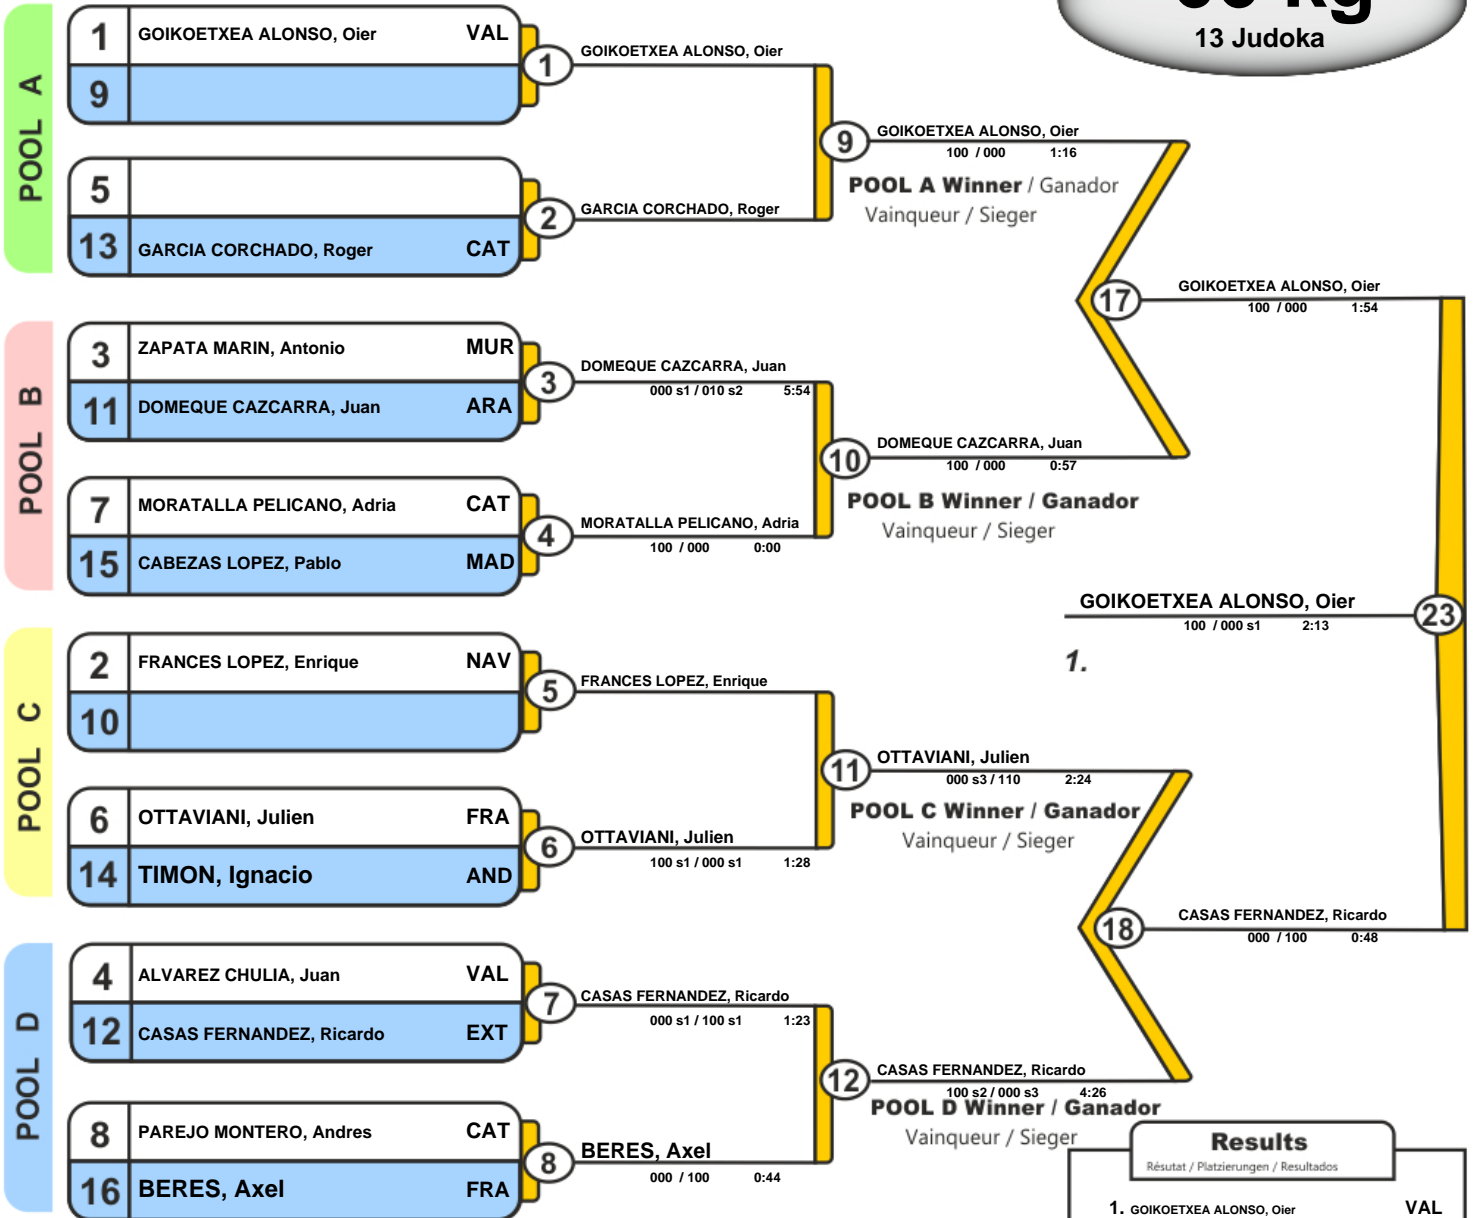 13 Judoka
POOL A
1 GOIKOETXEA ALONSO, Oier VAL
9
1
GOIKOETXEA ALONSO, Oier
5
13 GARCIA CORCHADO, Roger CAT
2
GARCIA CORCHADO, Roger
9
GOIKOETXEA ALONSO, Oier
100 / 000 1:16
POOL A Winner / Ganador
Vainqueur / Sieger
POOL B
3 ZAPATA MARIN, Antonio MUR
11 DOMEQUE CAZCARRA, Juan ARA
3
DOMEQUE CAZCARRA, Juan
000 s1 / 010 s2 5:54
7 MORATALLA PELICANO, Adria CAT
15 CABEZAS LOPEZ, Pablo MAD
4
MORATALLA PELICANO, Adria
100 / 000 0:00
10
DOMEQUE CAZCARRA, Juan
100 / 000 0:57
POOL B Winner / Ganador
Vainqueur / Sieger
17
GOIKOETXEA ALONSO, Oier
100 / 000 1:54
GOIKOETXEA ALONSO, Oier
100 / 000 s1 2:13
23
1.
POOL C
2 FRANCES LOPEZ, Enrique NAV
10
5
FRANCES LOPEZ, Enrique
6 OTTAVIANI, Julien FRA
14 TIMON, Ignacio AND
6
OTTAVIANI, Julien
100 s1 / 000 s1 1:28
11
OTTAVIANI, Julien
000 s3 / 110 2:24
POOL C Winner / Ganador
Vainqueur / Sieger
18
CASAS FERNANDEZ, Ricardo
000 / 100 0:48
POOL D
4 ALVAREZ CHULIA, Juan VAL
12 CASAS FERNANDEZ, Ricardo EXT
7
CASAS FERNANDEZ, Ricardo
000 s1 / 100 s1 1:23
8 PAREJO MONTERO, Andres CAT
16 BERES, Axel FRA
8
BERES, Axel
000 / 100 0:44
12
CASAS FERNANDEZ, Ricardo
100 s2 / 000 s3 4:26
POOL D Winner / Ganador
Vainqueur / Sieger
Results
Résutat / Platzierungen / Resultados
1. GOIKOETXEA ALONSO, Oier VAL